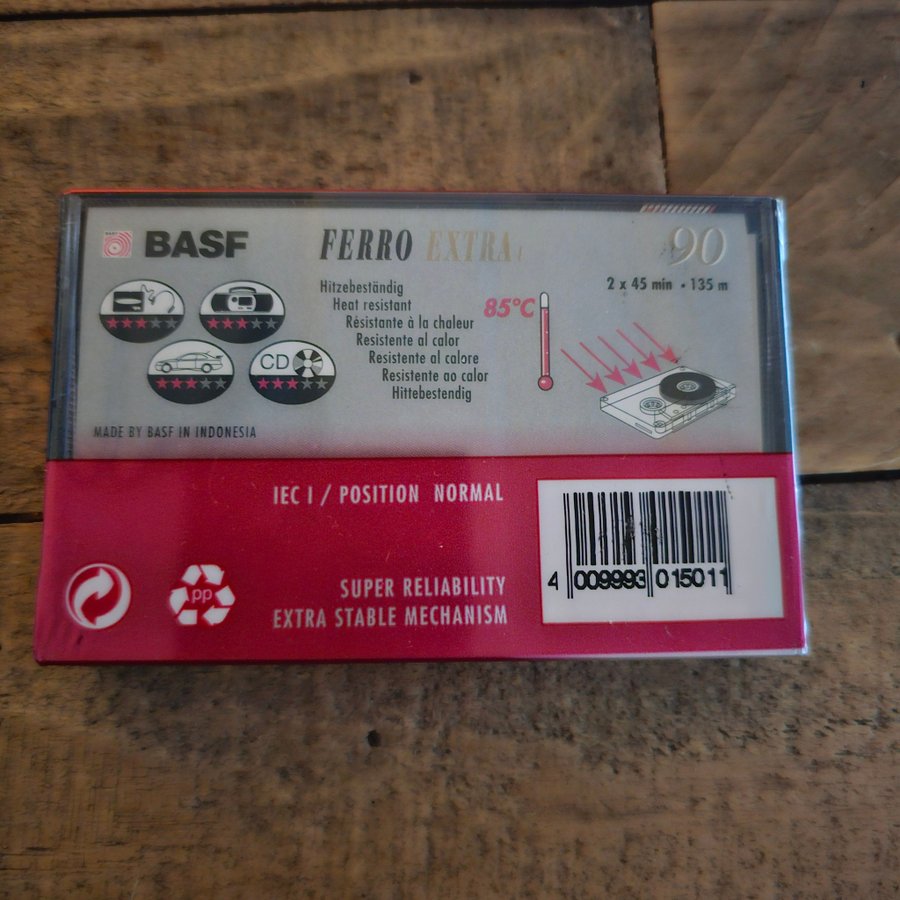 BASF FERRO EXTRA I 90
2 x 45 min • 135 m
Hitzebeständig
Heat resistant
Résistante à la chaleur
Resistente al calor
Resistente al calore
Resistente ao calor
Hittebestendig
85°C
CD
MADE BY BASF IN INDONESIA
IEC I / POSITION NORMAL
SUPER RELIABILITY
EXTRA STABLE MECHANISM
PP
4 009993 015011